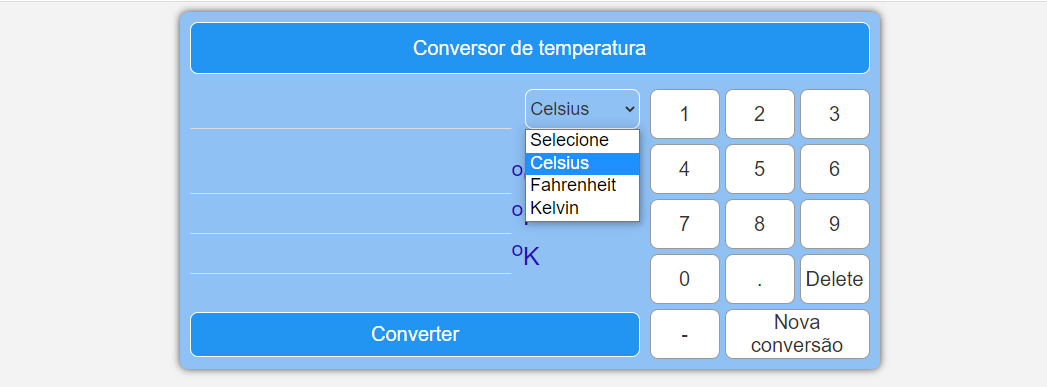 Conversor de temperatura
Celsius
Selecione
Celsius
Fahrenheit
Kelvin
ºK
Converter
1 2 3
4 5 6
7 8 9
0 . Delete
- Nova
conversão